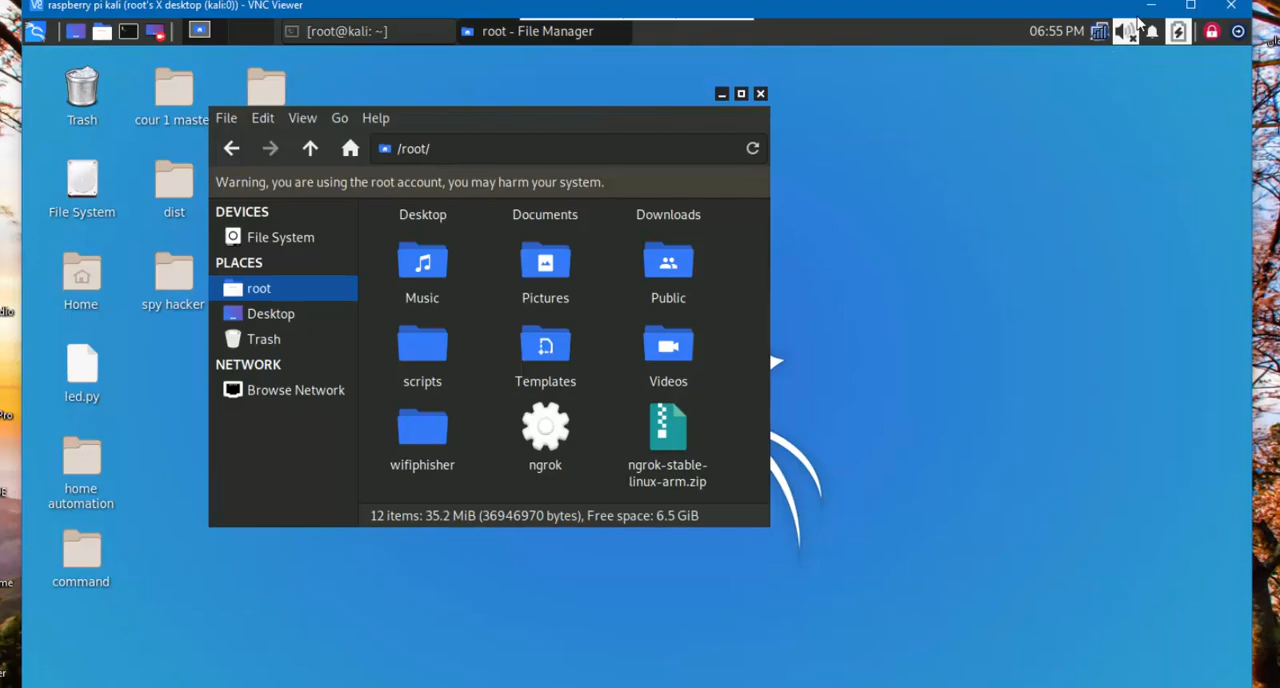 raspberry pi kali (root's X desktop (kali:0)) - VNC Viewer
[root@kali: ~]
root - File Manager
06:55 PM
Trash
cour 1 maste
File System
dist
Home
spy hacker
led.py
home
automation
command
File Edit View Go Help
/root/
Warning, you are using the root account, you may harm your system.
DEVICES
File System
PLACES
root
Desktop
Trash
NETWORK
Browse Network
Desktop Documents Downloads
Music Pictures Public
scripts Templates Videos
wifiphisher ngrok ngrok-stable-
linux-arm.zip
12 items: 35.2 MiB (36946970 bytes), Free space: 6.5 GiB